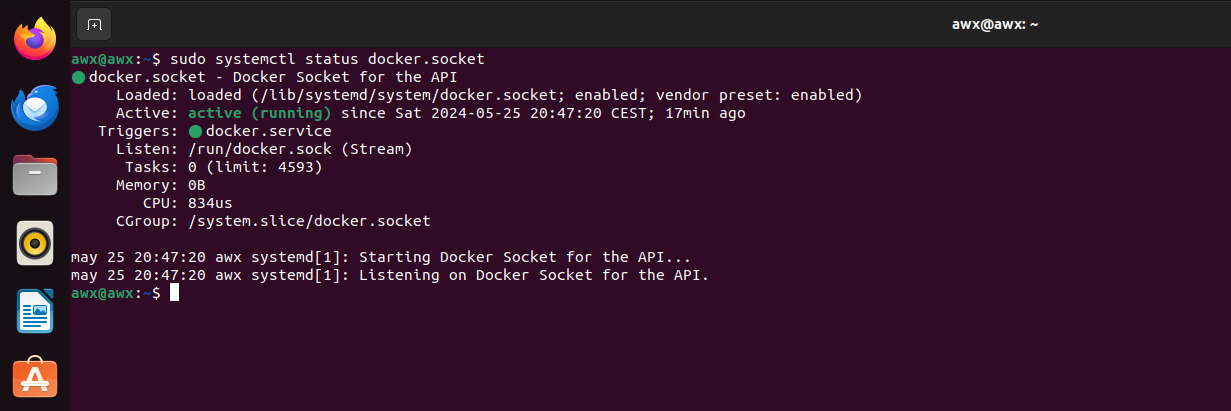 awx@awx: ~
awx@awx:~$ sudo systemctl status docker.socket
● docker.socket - Docker Socket for the API
     Loaded: loaded (/lib/systemd/system/docker.socket; enabled; vendor preset: enabled)
     Active: active (running) since Sat 2024-05-25 20:47:20 CEST; 17min ago
   Triggers: ● docker.service
     Listen: /run/docker.sock (Stream)
      Tasks: 0 (limit: 4593)
     Memory: 0B
        CPU: 834us
     CGroup: /system.slice/docker.socket

may 25 20:47:20 awx systemd[1]: Starting Docker Socket for the API...
may 25 20:47:20 awx systemd[1]: Listening on Docker Socket for the API.
awx@awx:~$